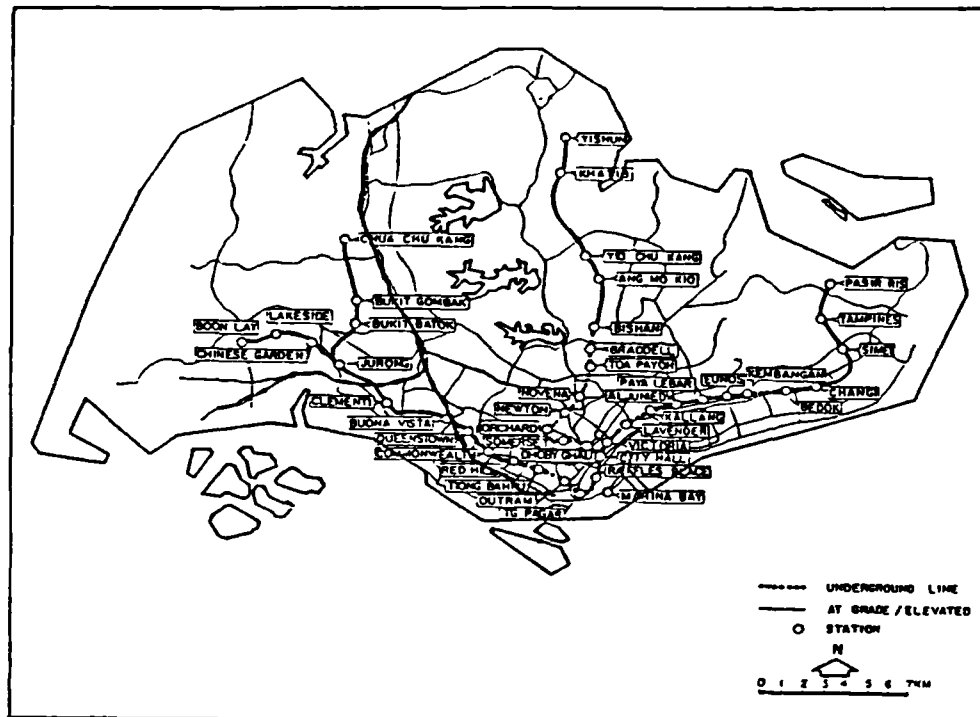 YISHUN
KHATIB
CHUA CHU KANG
YIO CHU KANG
ANG MO KIO
PASIR RIS
BUKIT GOMBAK
TAMPINES
LAKESIDE
BOON LAY
BUKIT BATOK
BISHAN
CHINESE GARDEN
BRADDELL
SIMEI
JURONG
TOA PAYOH
KEMBANGAN
PAYA LEBAR
EUNOS
NOVENA
ALJUNIED
CHANGI
CLEMENTI
NEWTON
BEDOK
KALLANG
BUONA VISTA
ORCHARD
LAVENDER
QUEENSTOWN
SOMERSET
VICTORIA
COMMONWEALTH
DHOBY GHAUT
CITY HALL
RED HILL
RAFFLES PLACE
TIONG BAHRU
MARINA BAY
OUTRAM
TG PAGAR
UNDERGROUND LINE
AT GRADE/ELEVATED
STATION
N
0 1 2 3 4 5 6 7KM